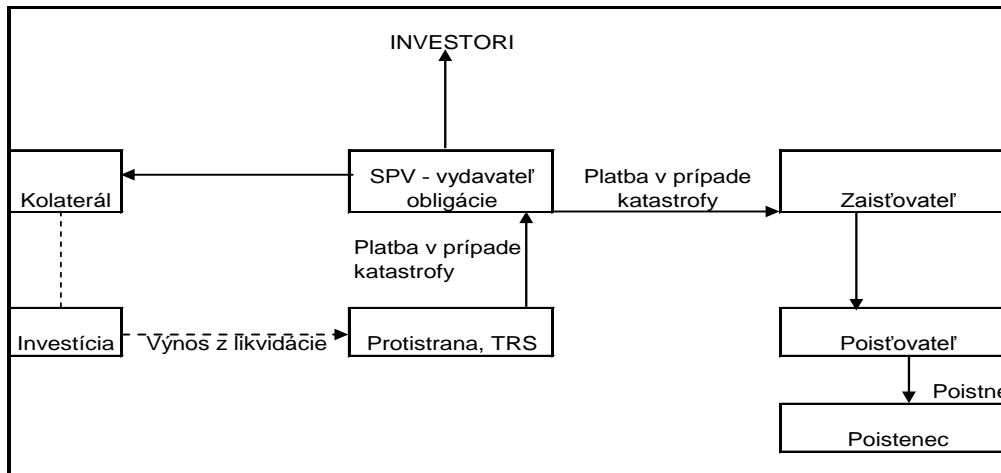 INVESTORI
SPV - vydavateľ
obligácie
Platba v prípade
katastrofy
Kolaterál
Zaisťovateľ
Platba v prípade
katastrofy
Investícia
Výnos z likvidácie
Protistrana, TRS
Poisťovateľ
Poistné
Poistenec